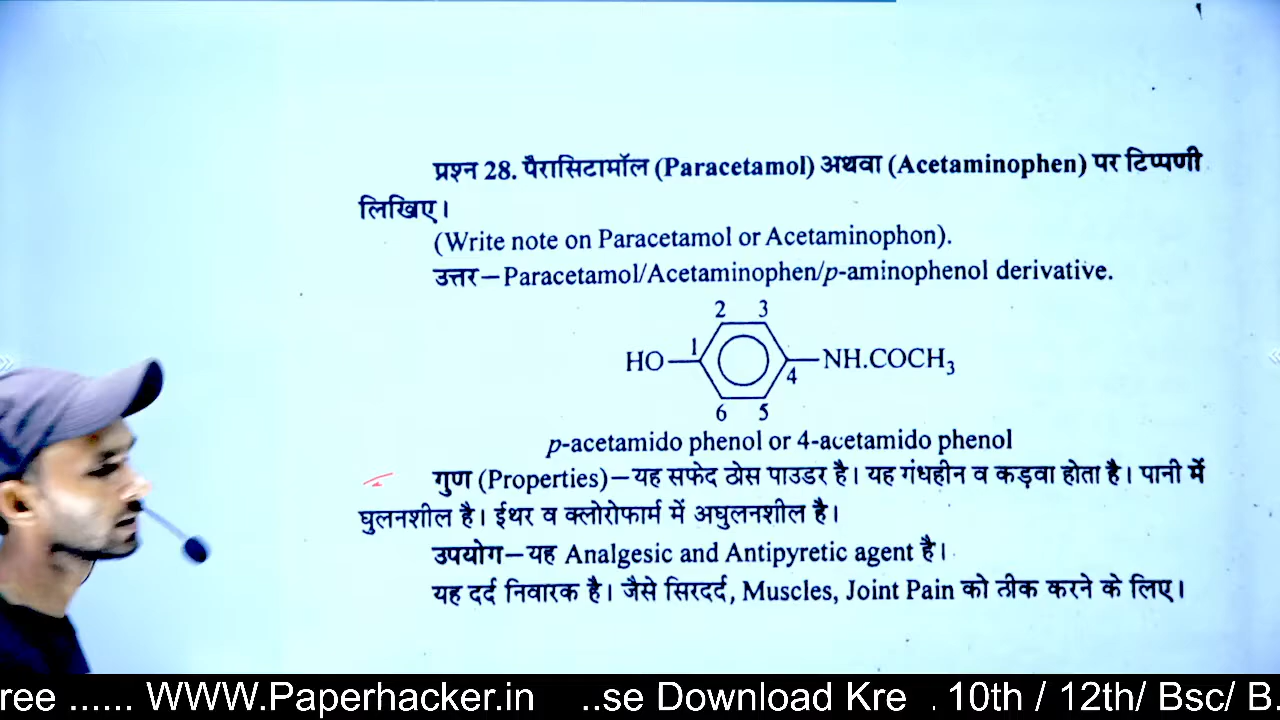 प्रश्न 28. पैरासिटामॉल (Paracetamol) अथवा (Acetaminophen) पर टिप्पणी
लिखिए।
(Write note on Paracetamol or Acetaminophon).
उत्तर—Paracetamol/Acetaminophen/p-aminophenol derivative.
2 3
HO 1 4 NH.COCH3
6 5
p-acetamido phenol or 4-acetamido phenol
गुण (Properties)—यह सफेद ठोस पाउडर है। यह गंधहीन व कड़वा होता है। पानी में
घुलनशील है। ईथर व क्लोरोफार्म में अघुलनशील है।
उपयोग—यह Analgesic and Antipyretic agent है।
यह दर्द निवारक है। जैसे सिरदर्द, Muscles, Joint Pain को ठीक करने के लिए।
ree ...... WWW.Paperhacker.in ..se Download Kre . 10th / 12th/ Bsc/ B.